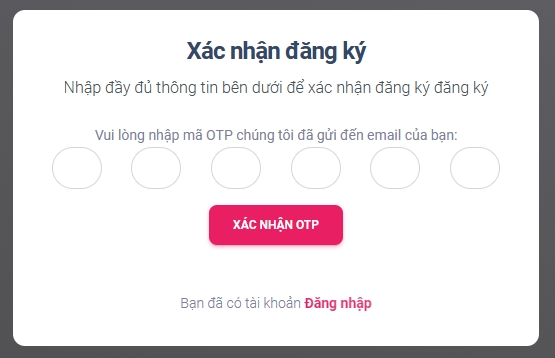 Xác nhận đăng ký
Nhập đầy đủ thông tin bên dưới để xác nhận đăng ký đăng ký
Vui lòng nhập mã OTP chúng tôi đã gửi đến email của bạn:
XÁC NHẬN OTP
Bạn đã có tài khoản Đăng nhập